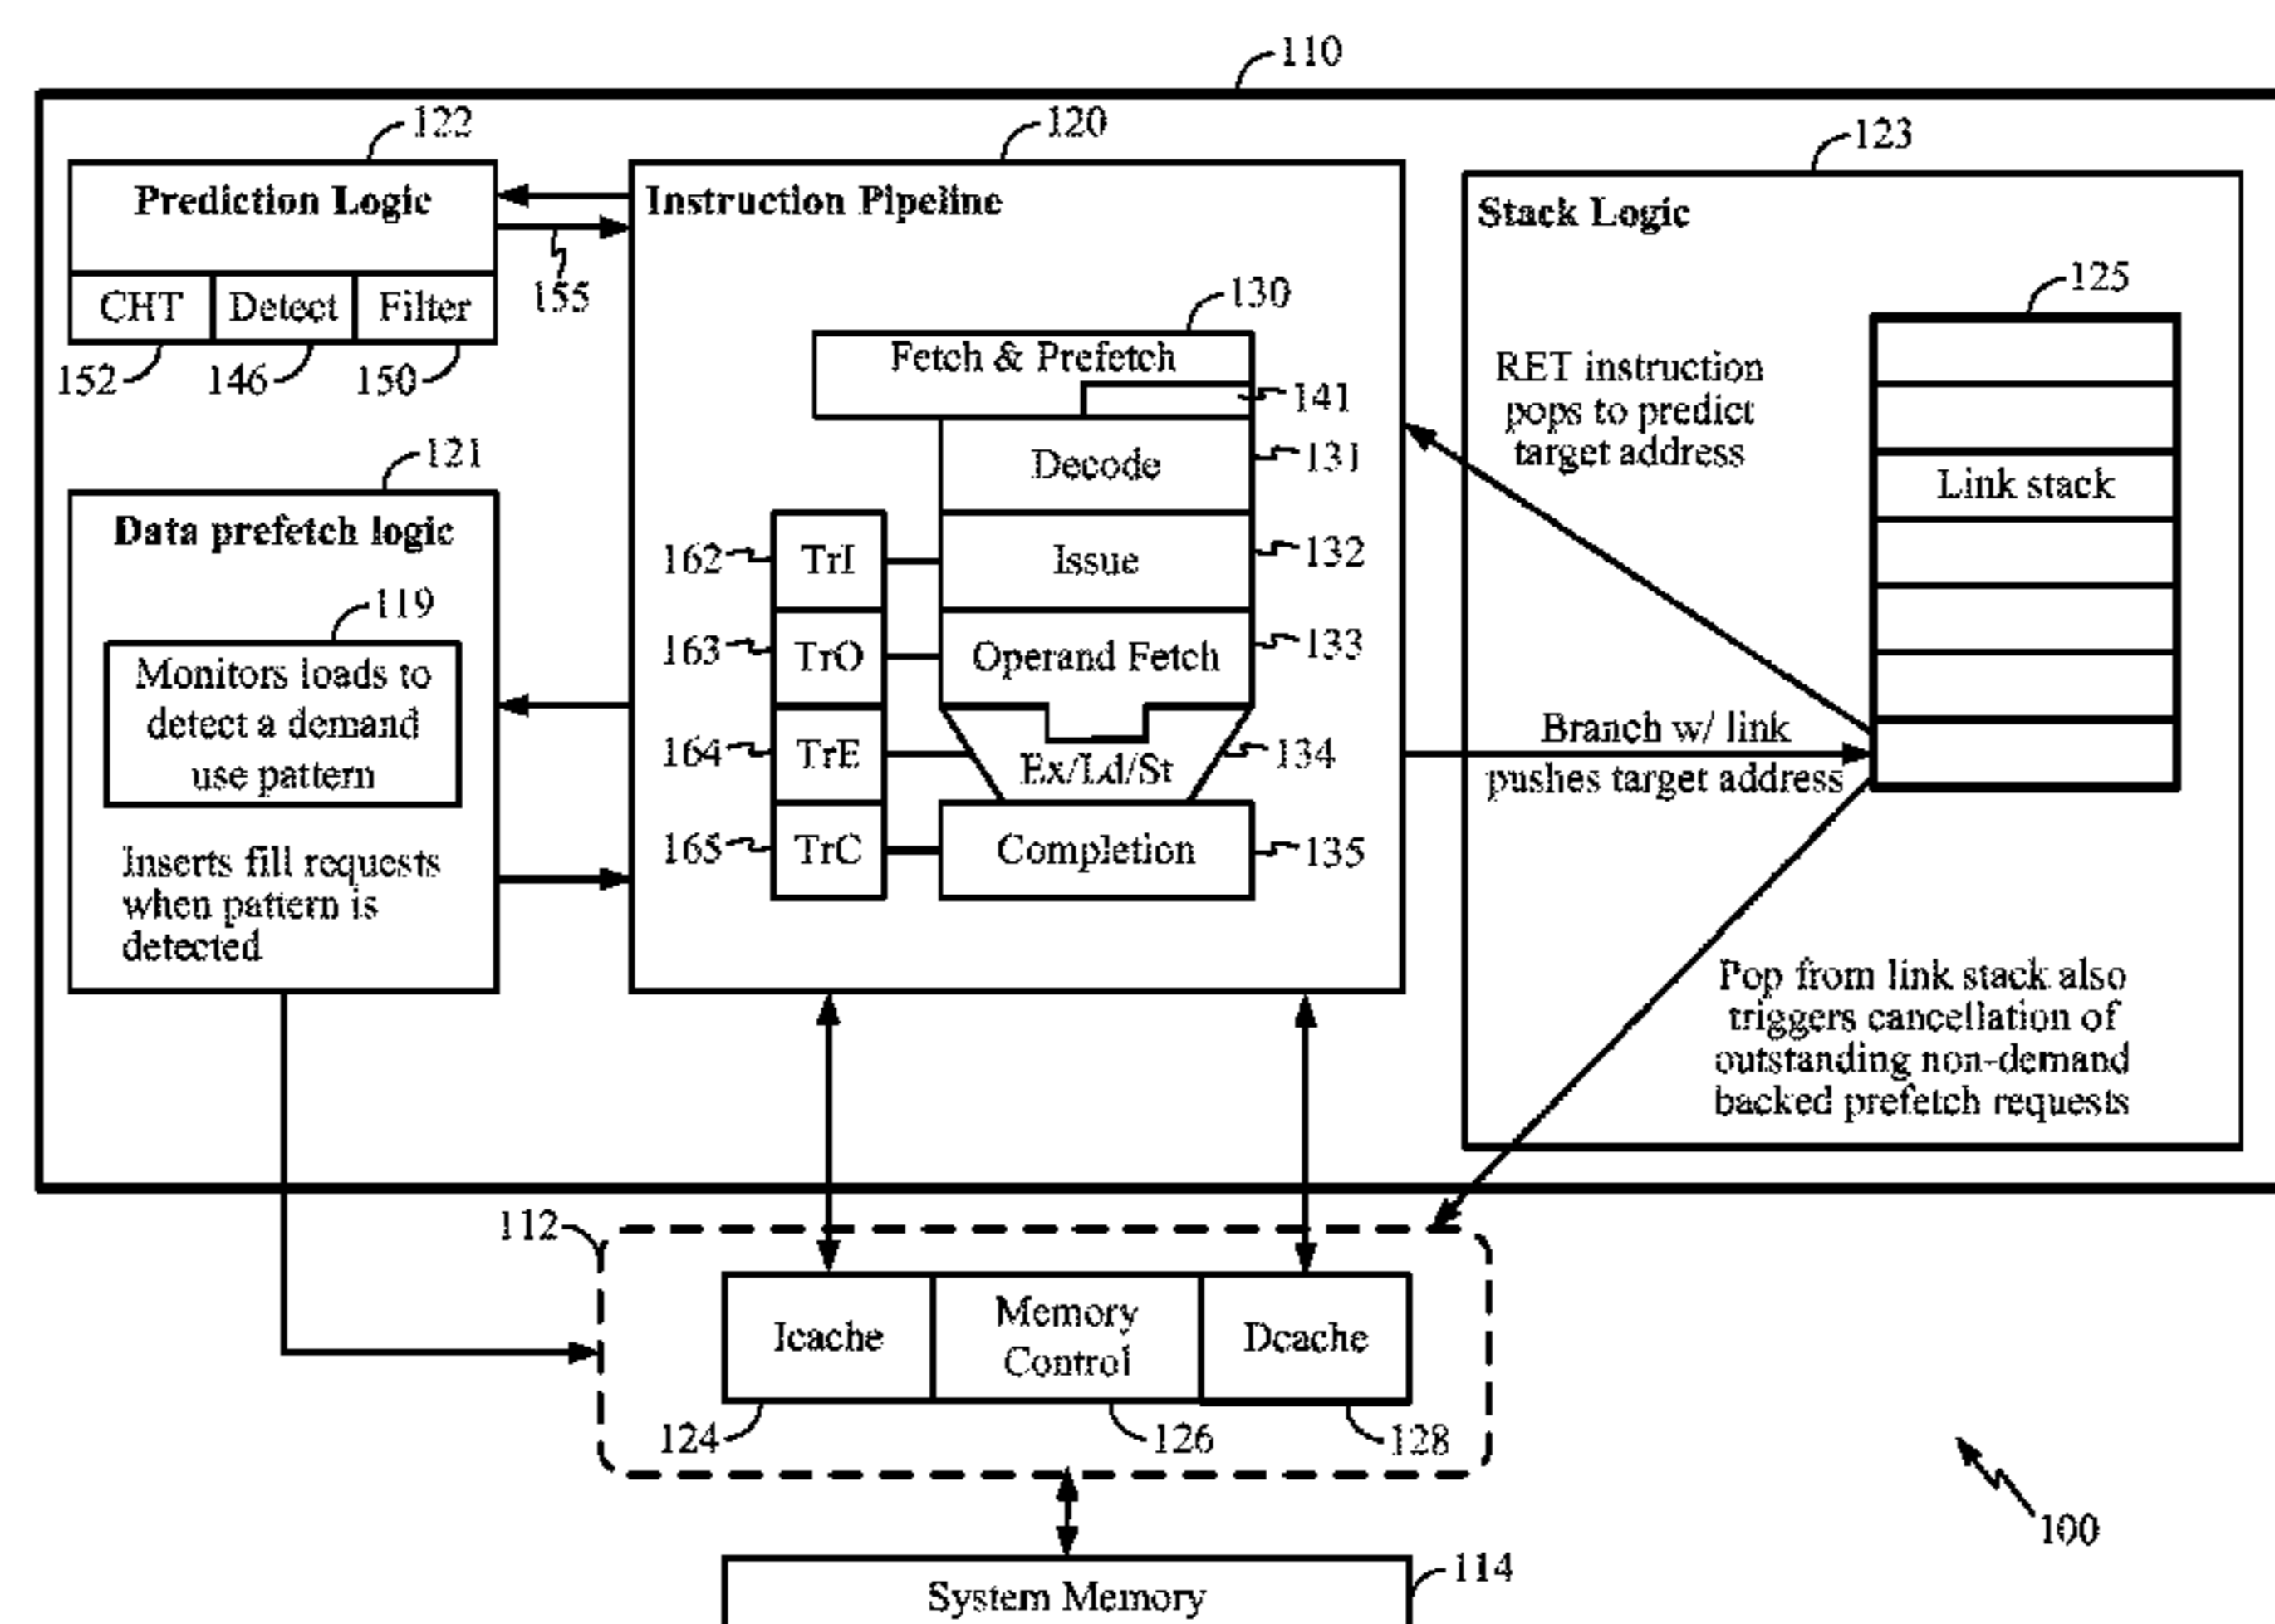 110
122
120
123
Prediction Logic
CHT
Detect
Filter
152
146
150
155
Instruction Pipeline
130
Fetch & Prefetch
141
Decode
131
162
TrI
Issue
132
163
TrO
Operand Fetch
133
164
TrE
Ex/Ld/St
134
165
TrC
Completion
135
121
Data prefetch logic
119
Monitors loads to
detect a demand
use pattern
Inserts fill requests
when pattern is
detected
Stack Logic
125
RET instruction
pops to predict
target address
Link stack
Branch w/ link
pushes target address
Pop from link stack also
triggers cancellation of
outstanding non-demand
backed prefetch requests
112
Icache
Memory
Control
Dcache
124
126
128
100
114
System Memory